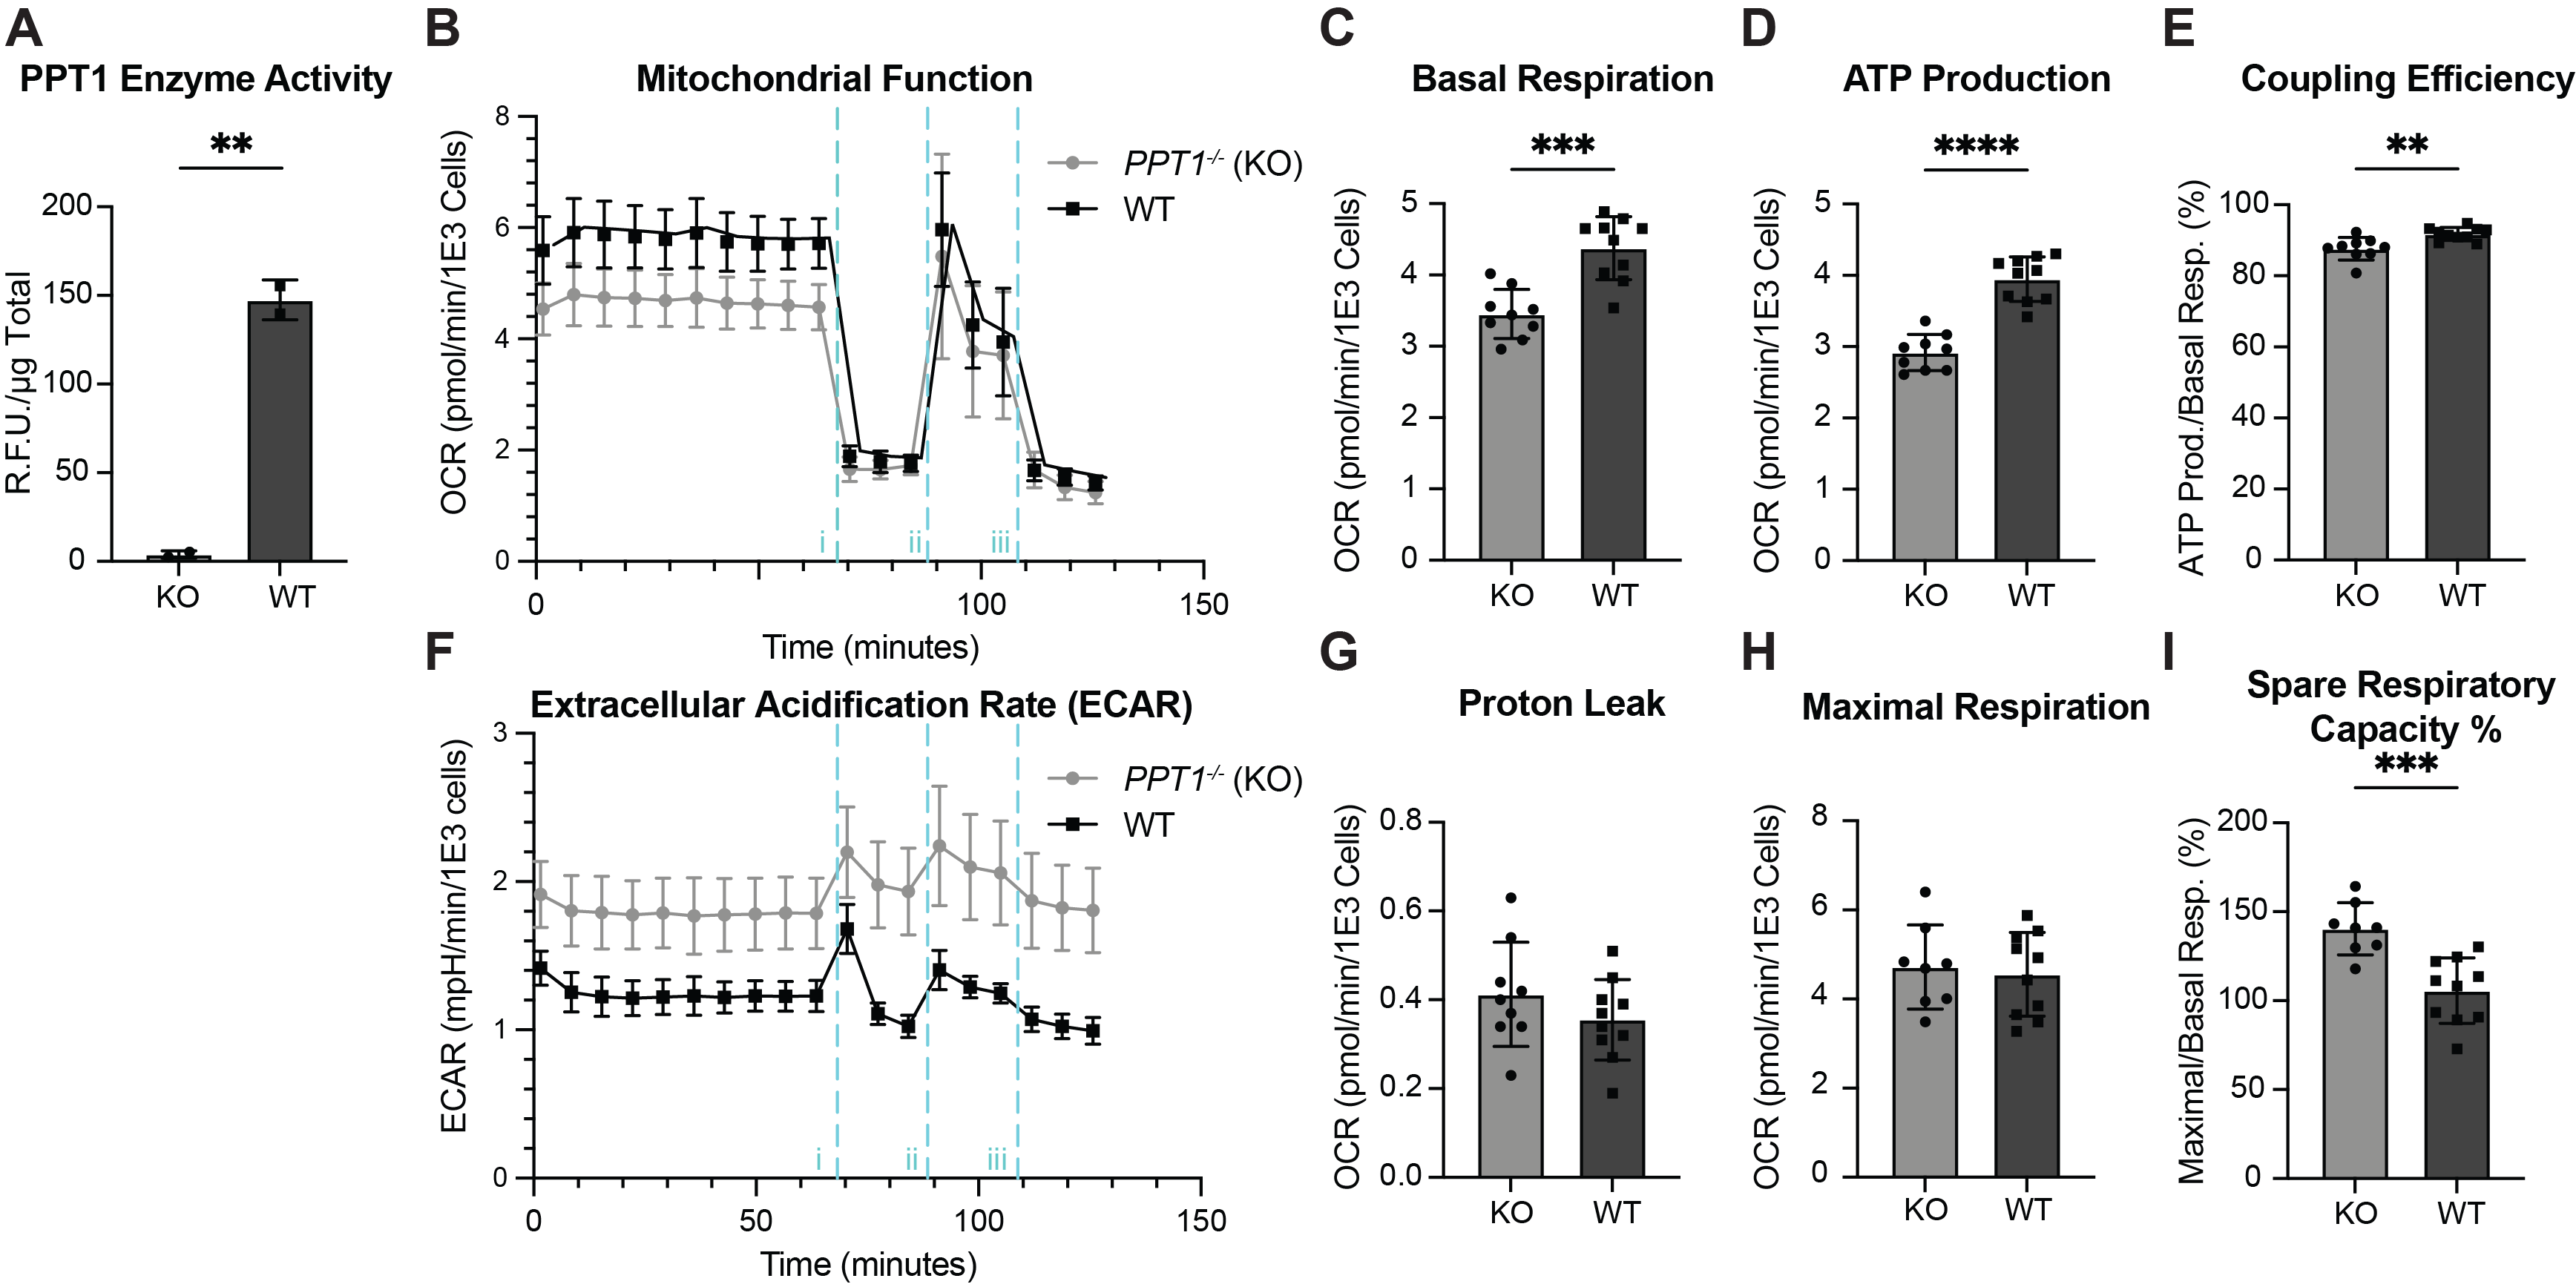 A
PPT1 Enzyme Activity
**
R.F.U./µg Total
200
150
100
50
0
KO
WT
B
Mitochondrial Function
OCR (pmol/min/1E3 Cells)
8
6
4
2
0
PPT1-/- (KO)
WT
i
ii
iii
0
100
150
Time (minutes)
C
Basal Respiration
***
OCR (pmol/min/1E3 Cells)
5
4
3
2
1
0
KO
WT
D
ATP Production
****
OCR (pmol/min/1E3 Cells)
5
4
3
2
1
0
KO
WT
E
Coupling Efficiency
**
ATP Prod./Basal Resp. (%)
100
80
60
40
20
0
KO
WT
F
Extracellular Acidification Rate (ECAR)
ECAR (mpH/min/1E3 cells)
3
2
1
0
PPT1-/- (KO)
WT
i
ii
iii
0
50
100
150
Time (minutes)
G
Proton Leak
OCR (pmol/min/1E3 Cells)
0.8
0.6
0.4
0.2
0.0
KO
WT
H
Maximal Respiration
OCR (pmol/min/1E3 Cells)
8
6
4
2
0
KO
WT
I
Spare Respiratory
Capacity %
***
Maximal/Basal Resp. (%)
200
150
100
50
0
KO
WT